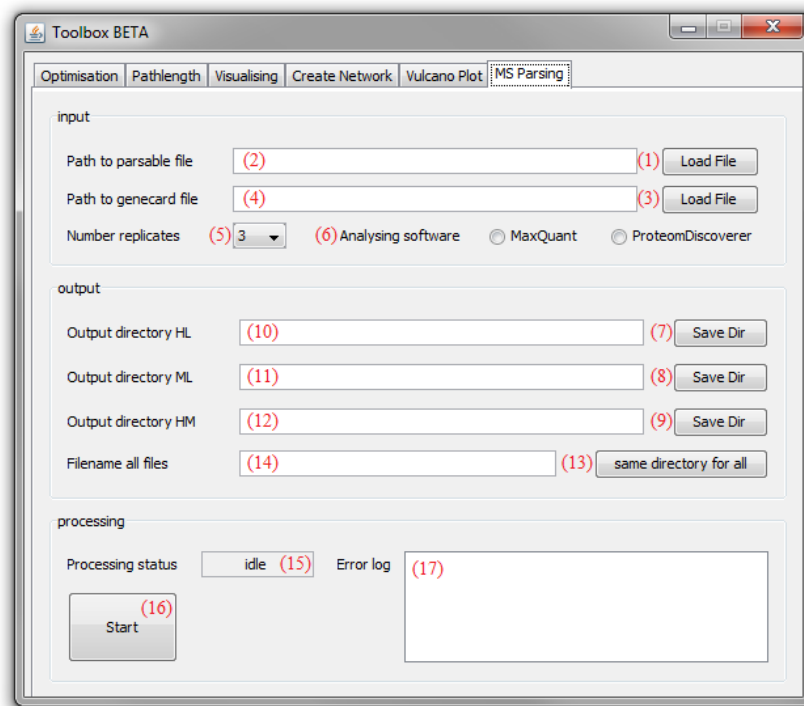 Toolbox BETA
Optimisation Pathlength Visualising Create Network Vulcano Plot MS Parsing
input
Path to parsable file (2) (1) Load File
Path to genecard file (4) (3) Load File
Number replicates (5) 3 (6) Analysing software MaxQuant ProteomDiscoverer
output
Output directory HL (10) (7) Save Dir
Output directory ML (11) (8) Save Dir
Output directory HM (12) (9) Save Dir
Filename all files (14) (13) same directory for all
processing
Processing status idle (15) Error log (17)
(16)
Start